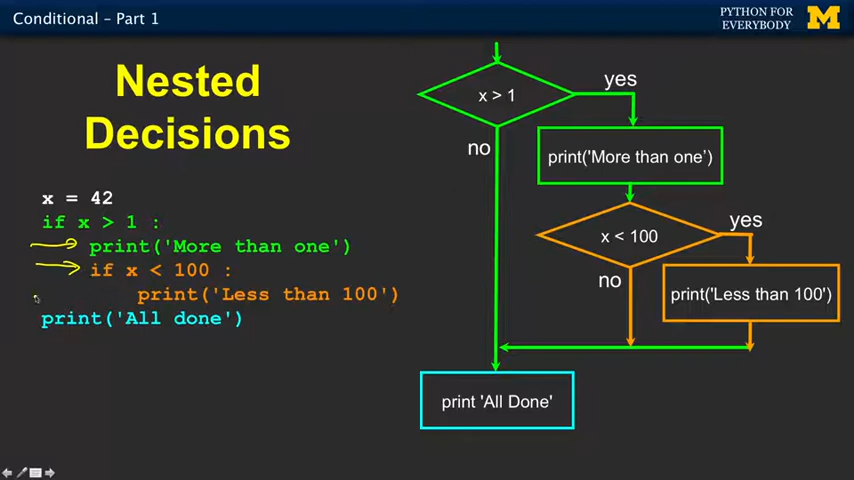 Conditional – Part 1
PYTHON FOR
EVERYBODY
M
Nested
Decisions
x = 42
if x > 1 :
print('More than one')
if x < 100 :
print('Less than 100')
print('All done')
x > 1
yes
no
print('More than one’)
x < 100
yes
no
print('Less than 100')
print 'All Done'